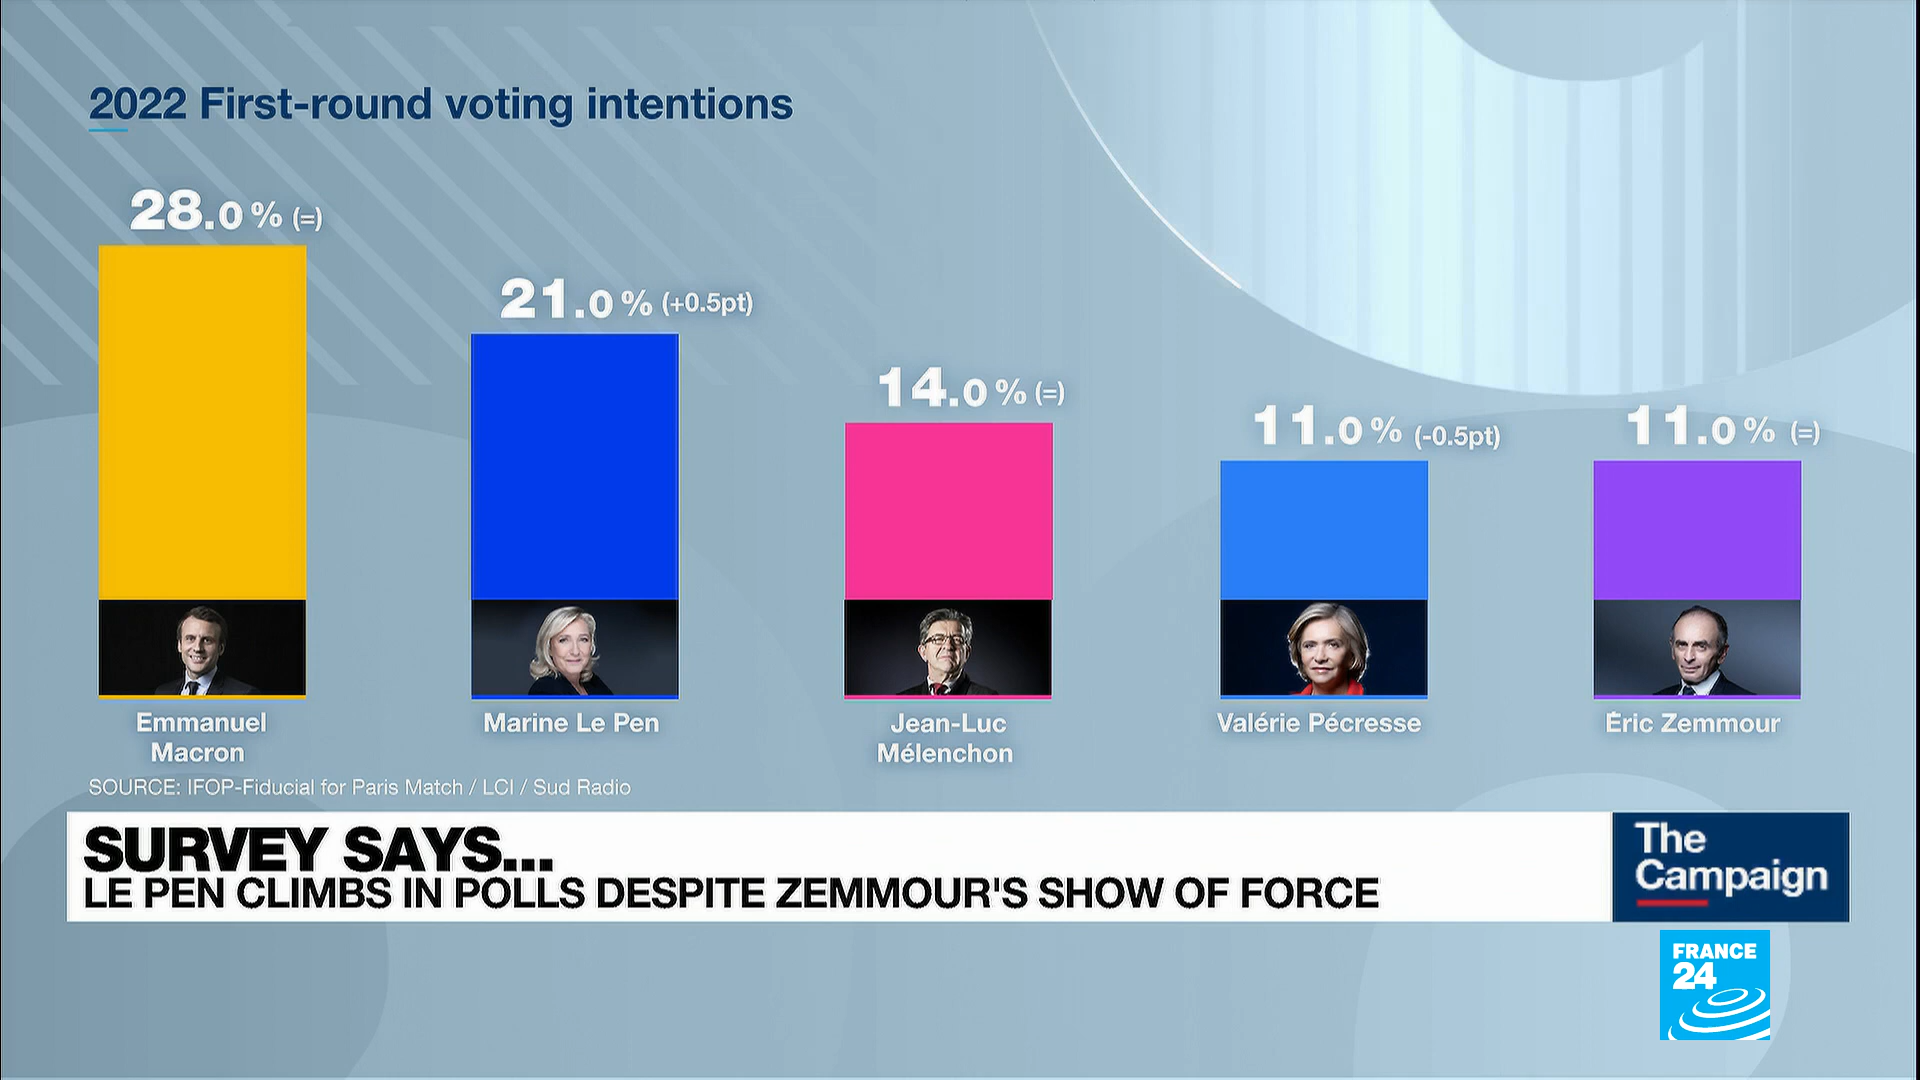 2022 First-round voting intentions
28.0% (=)
21.0% (+0.5pt)
14.0% (=)
11.0% (-0.5pt)
11.0% (=)
Emmanuel
Macron
Marine Le Pen
Jean-Luc
Mélenchon
Valérie Pécresse
Éric Zemmour
SOURCE: IFOP-Fiducial for Paris Match / LCI / Sud Radio
SURVEY SAYS...
LE PEN CLIMBS IN POLLS DESPITE ZEMMOUR'S SHOW OF FORCE
The
Campaign
FRANCE
24